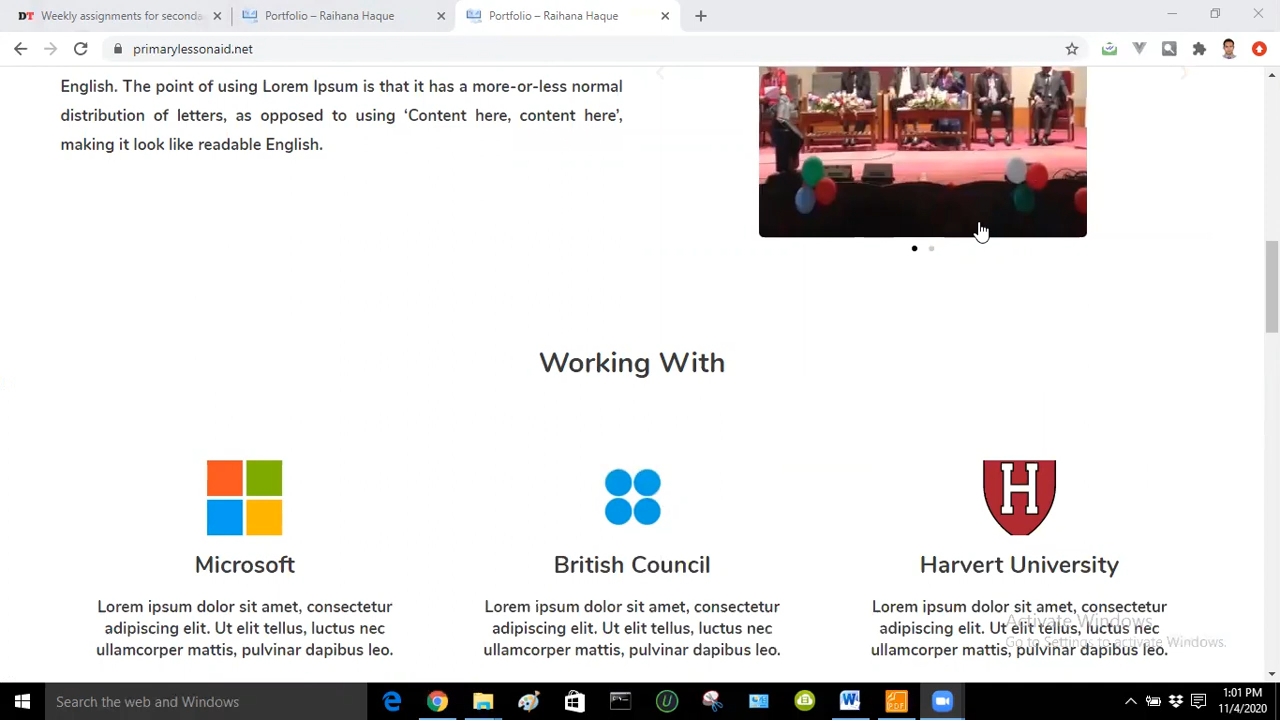 DT Weekly assignments for seconda
Portfolio – Raihana Haque
Portfolio – Raihana Haque
primarylessonaid.net
English. The point of using Lorem Ipsum is that it has a more-or-less normal
distribution of letters, as opposed to using ‘Content here, content here’,
making it look like readable English.
Working With
H
Microsoft
British Council
Harvert University
Lorem ipsum dolor sit amet, consectetur
adipiscing elit. Ut elit tellus, luctus nec
ullamcorper mattis, pulvinar dapibus leo.
Lorem ipsum dolor sit amet, consectetur
adipiscing elit. Ut elit tellus, luctus nec
ullamcorper mattis, pulvinar dapibus leo.
Lorem ipsum dolor sit amet, consectetur
adipiscing elit. Ut elit tellus, luctus nec
ullamcorper mattis, pulvinar dapibus leo.
Activate Windows
Go to Settings to activate Windows.
Search the web and Windows
1:01 PM
11/4/2020